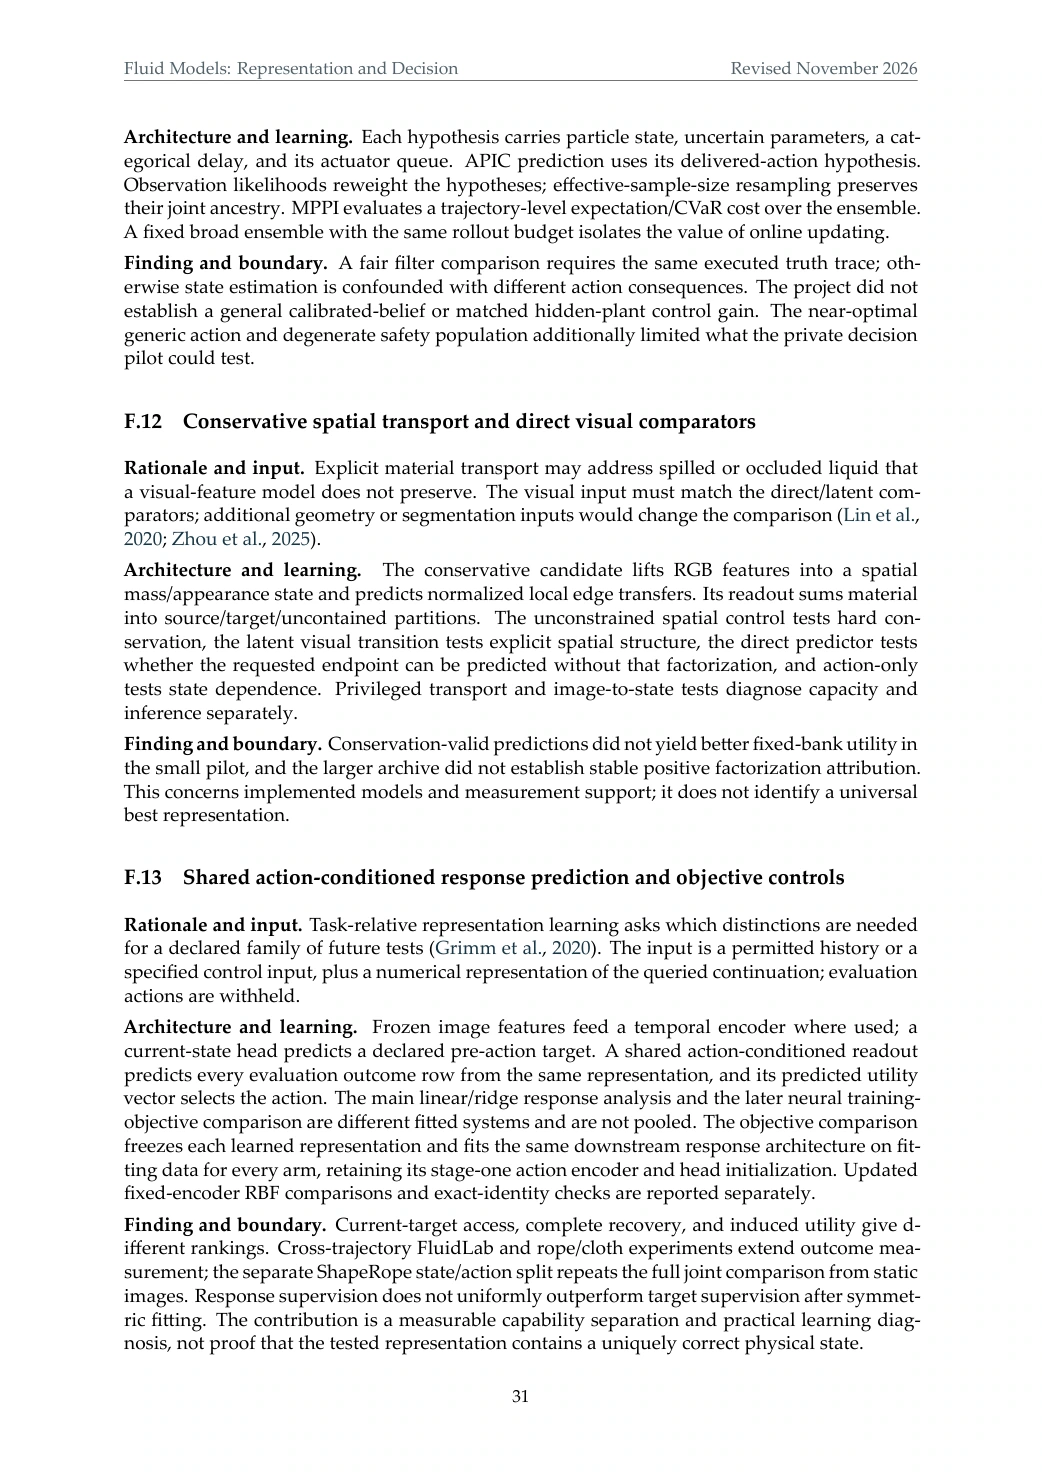 Fluid Models: Representation and Decision Revised November 2026
Architecture and learning. Each hypothesis carries particle state, uncertain parameters, a cat-
egorical delay, and its actuator queue. APIC prediction uses its delivered-action hypothesis.
Observation likelihoods reweight the hypotheses; effective-sample-size resampling preserves
their joint ancestry. MPPI evaluates a trajectory-level expectation/CVaR cost over the ensemble.
A fixed broad ensemble with the same rollout budget isolates the value of online updating.
Finding and boundary. A fair filter comparison requires the same executed truth trace; oth-
erwise state estimation is confounded with different action consequences. The project did not
establish a general calibrated-belief or matched hidden-plant control gain. The near-optimal
generic action and degenerate safety population additionally limited what the private decision
pilot could test.
F.12 Conservative spatial transport and direct visual comparators
Rationale and input. Explicit material transport may address spilled or occluded liquid that
a visual-feature model does not preserve. The visual input must match the direct/latent com-
parators; additional geometry or segmentation inputs would change the comparison (Lin et al.,
2020; Zhou et al., 2025).
Architecture and learning. The conservative candidate lifts RGB features into a spatial
mass/appearance state and predicts normalized local edge transfers. Its readout sums material
into source/target/uncontained partitions. The unconstrained spatial control tests hard con-
servation, the latent visual transition tests explicit spatial structure, the direct predictor tests
whether the requested endpoint can be predicted without that factorization, and action-only
tests state dependence. Privileged transport and image-to-state tests diagnose capacity and
inference separately.
Finding and boundary. Conservation-valid predictions did not yield better fixed-bank utility in
the small pilot, and the larger archive did not establish stable positive factorization attribution.
This concerns implemented models and measurement support; it does not identify a universal
best representation.
F.13 Shared action-conditioned response prediction and objective controls
Rationale and input. Task-relative representation learning asks which distinctions are needed
for a declared family of future tests (Grimm et al., 2020). The input is a permitted history or a
specified control input, plus a numerical representation of the queried continuation; evaluation
actions are withheld.
Architecture and learning. Frozen image features feed a temporal encoder where used; a
current-state head predicts a declared pre-action target. A shared action-conditioned readout
predicts every evaluation outcome row from the same representation, and its predicted utility
vector selects the action. The main linear/ridge response analysis and the later neural training-
objective comparison are different fitted systems and are not pooled. The objective comparison
freezes each learned representation and fits the same downstream response architecture on fit-
ting data for every arm, retaining its stage-one action encoder and head initialization. Updated
fixed-encoder RBF comparisons and exact-identity checks are reported separately.
Finding and boundary. Current-target access, complete recovery, and induced utility give d-
ifferent rankings. Cross-trajectory FluidLab and rope/cloth experiments extend outcome mea-
surement; the separate ShapeRope state/action split repeats the full joint comparison from static
images. Response supervision does not uniformly outperform target supervision after symmet-
ric fitting. The contribution is a measurable capability separation and practical learning diag-
nosis, not proof that the tested representation contains a uniquely correct physical state.
31